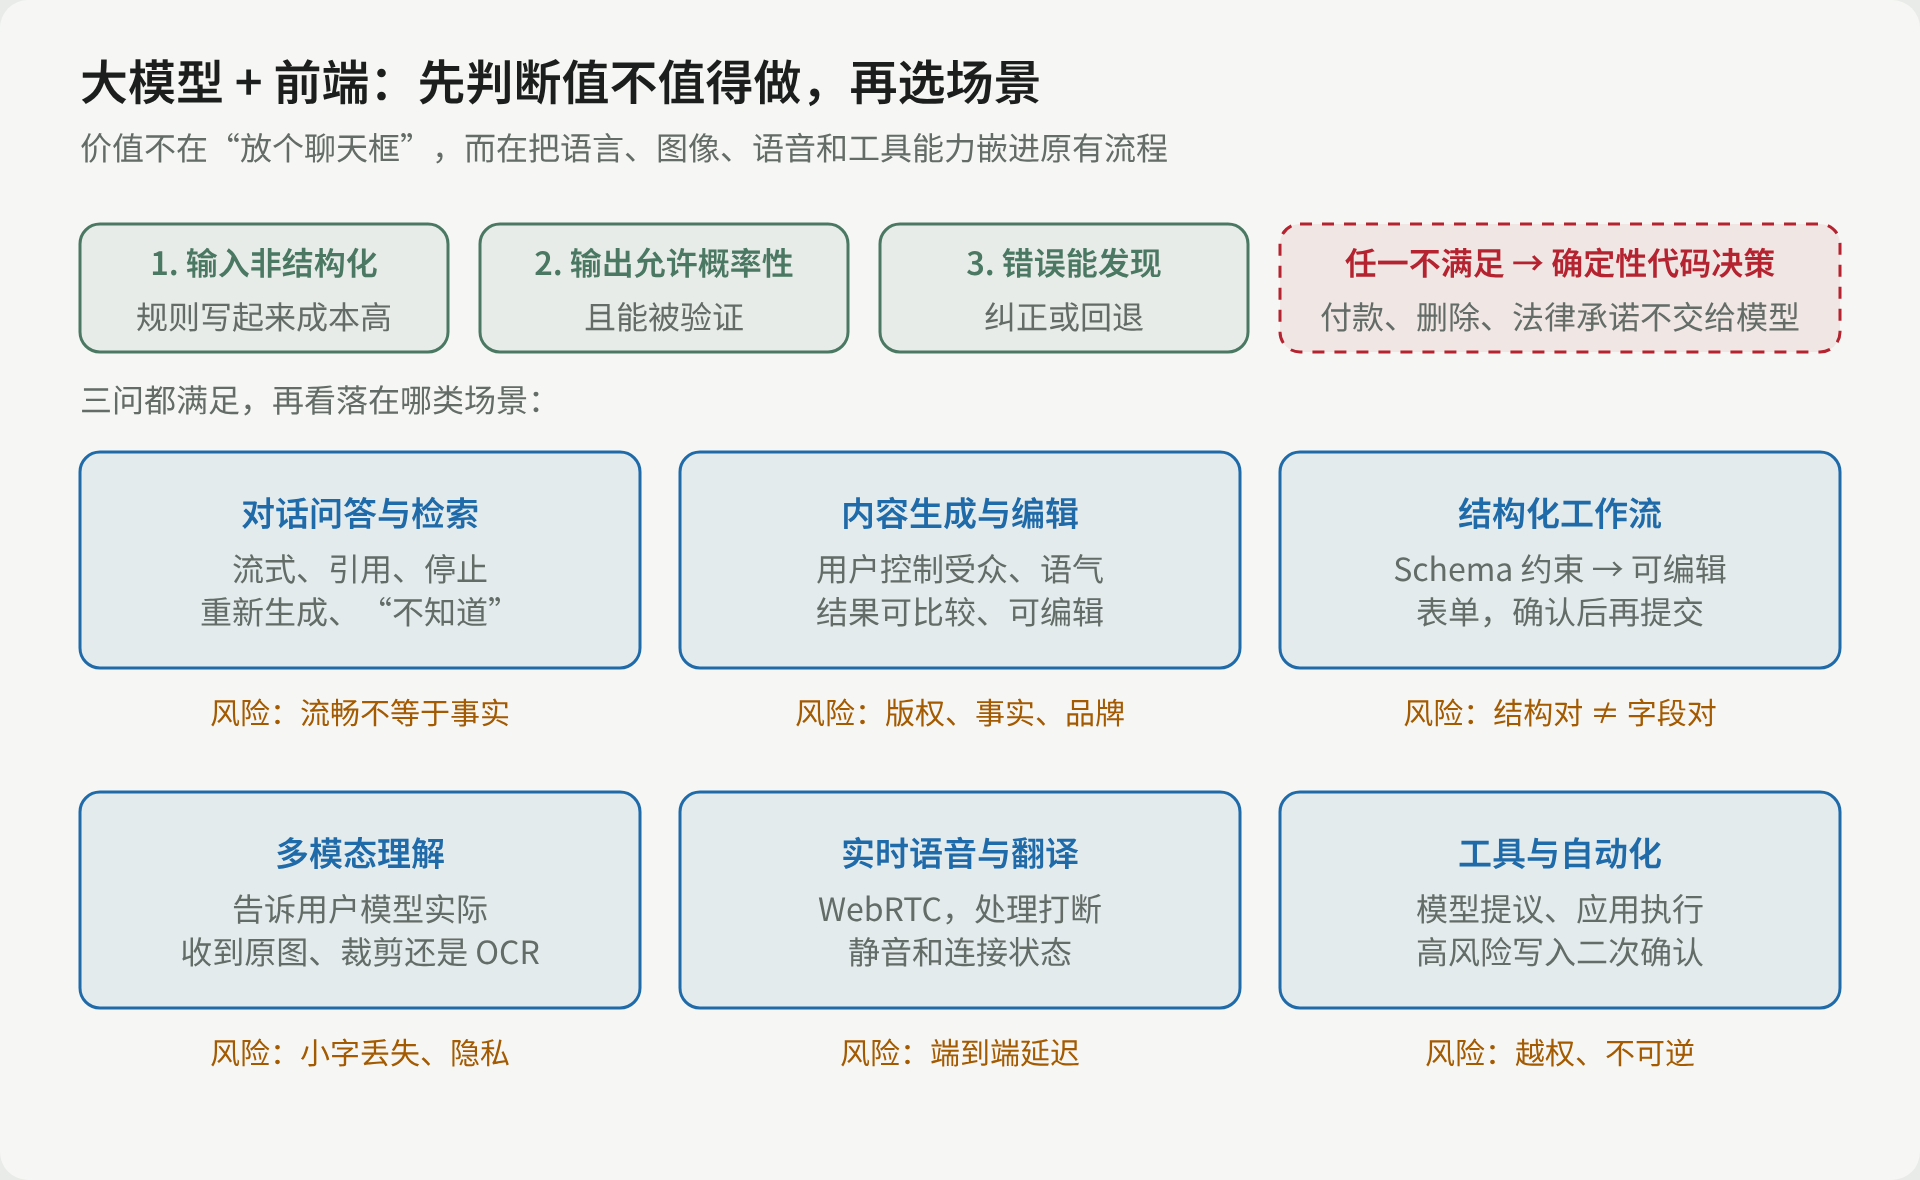 大模型 + 前端：先判断值不值得做，再选场景
价值不在“放个聊天框”，而在把语言、图像、语音和工具能力嵌进原有流程
1. 输入非结构化
规则写起来成本高
2. 输出允许概率性
且能被验证
3. 错误能发现
纠正或回退
任一不满足 → 确定性代码决策
付款、删除、法律承诺不交给模型
三问都满足，再看落在哪类场景：
对话问答与检索
流式、引用、停止
重新生成、“不知道”
风险：流畅不等于事实
内容生成与编辑
用户控制受众、语气
结果可比较、可编辑
风险：版权、事实、品牌
结构化工作流
Schema 约束 → 可编辑
表单，确认后再提交
风险：结构对 ≠ 字段对
多模态理解
告诉用户模型实际
收到原图、裁剪还是 OCR
风险：小字丢失、隐私
实时语音与翻译
WebRTC，处理打断
静音和连接状态
风险：端到端延迟
工具与自动化
模型提议、应用执行
高风险写入二次确认
风险：越权、不可逆